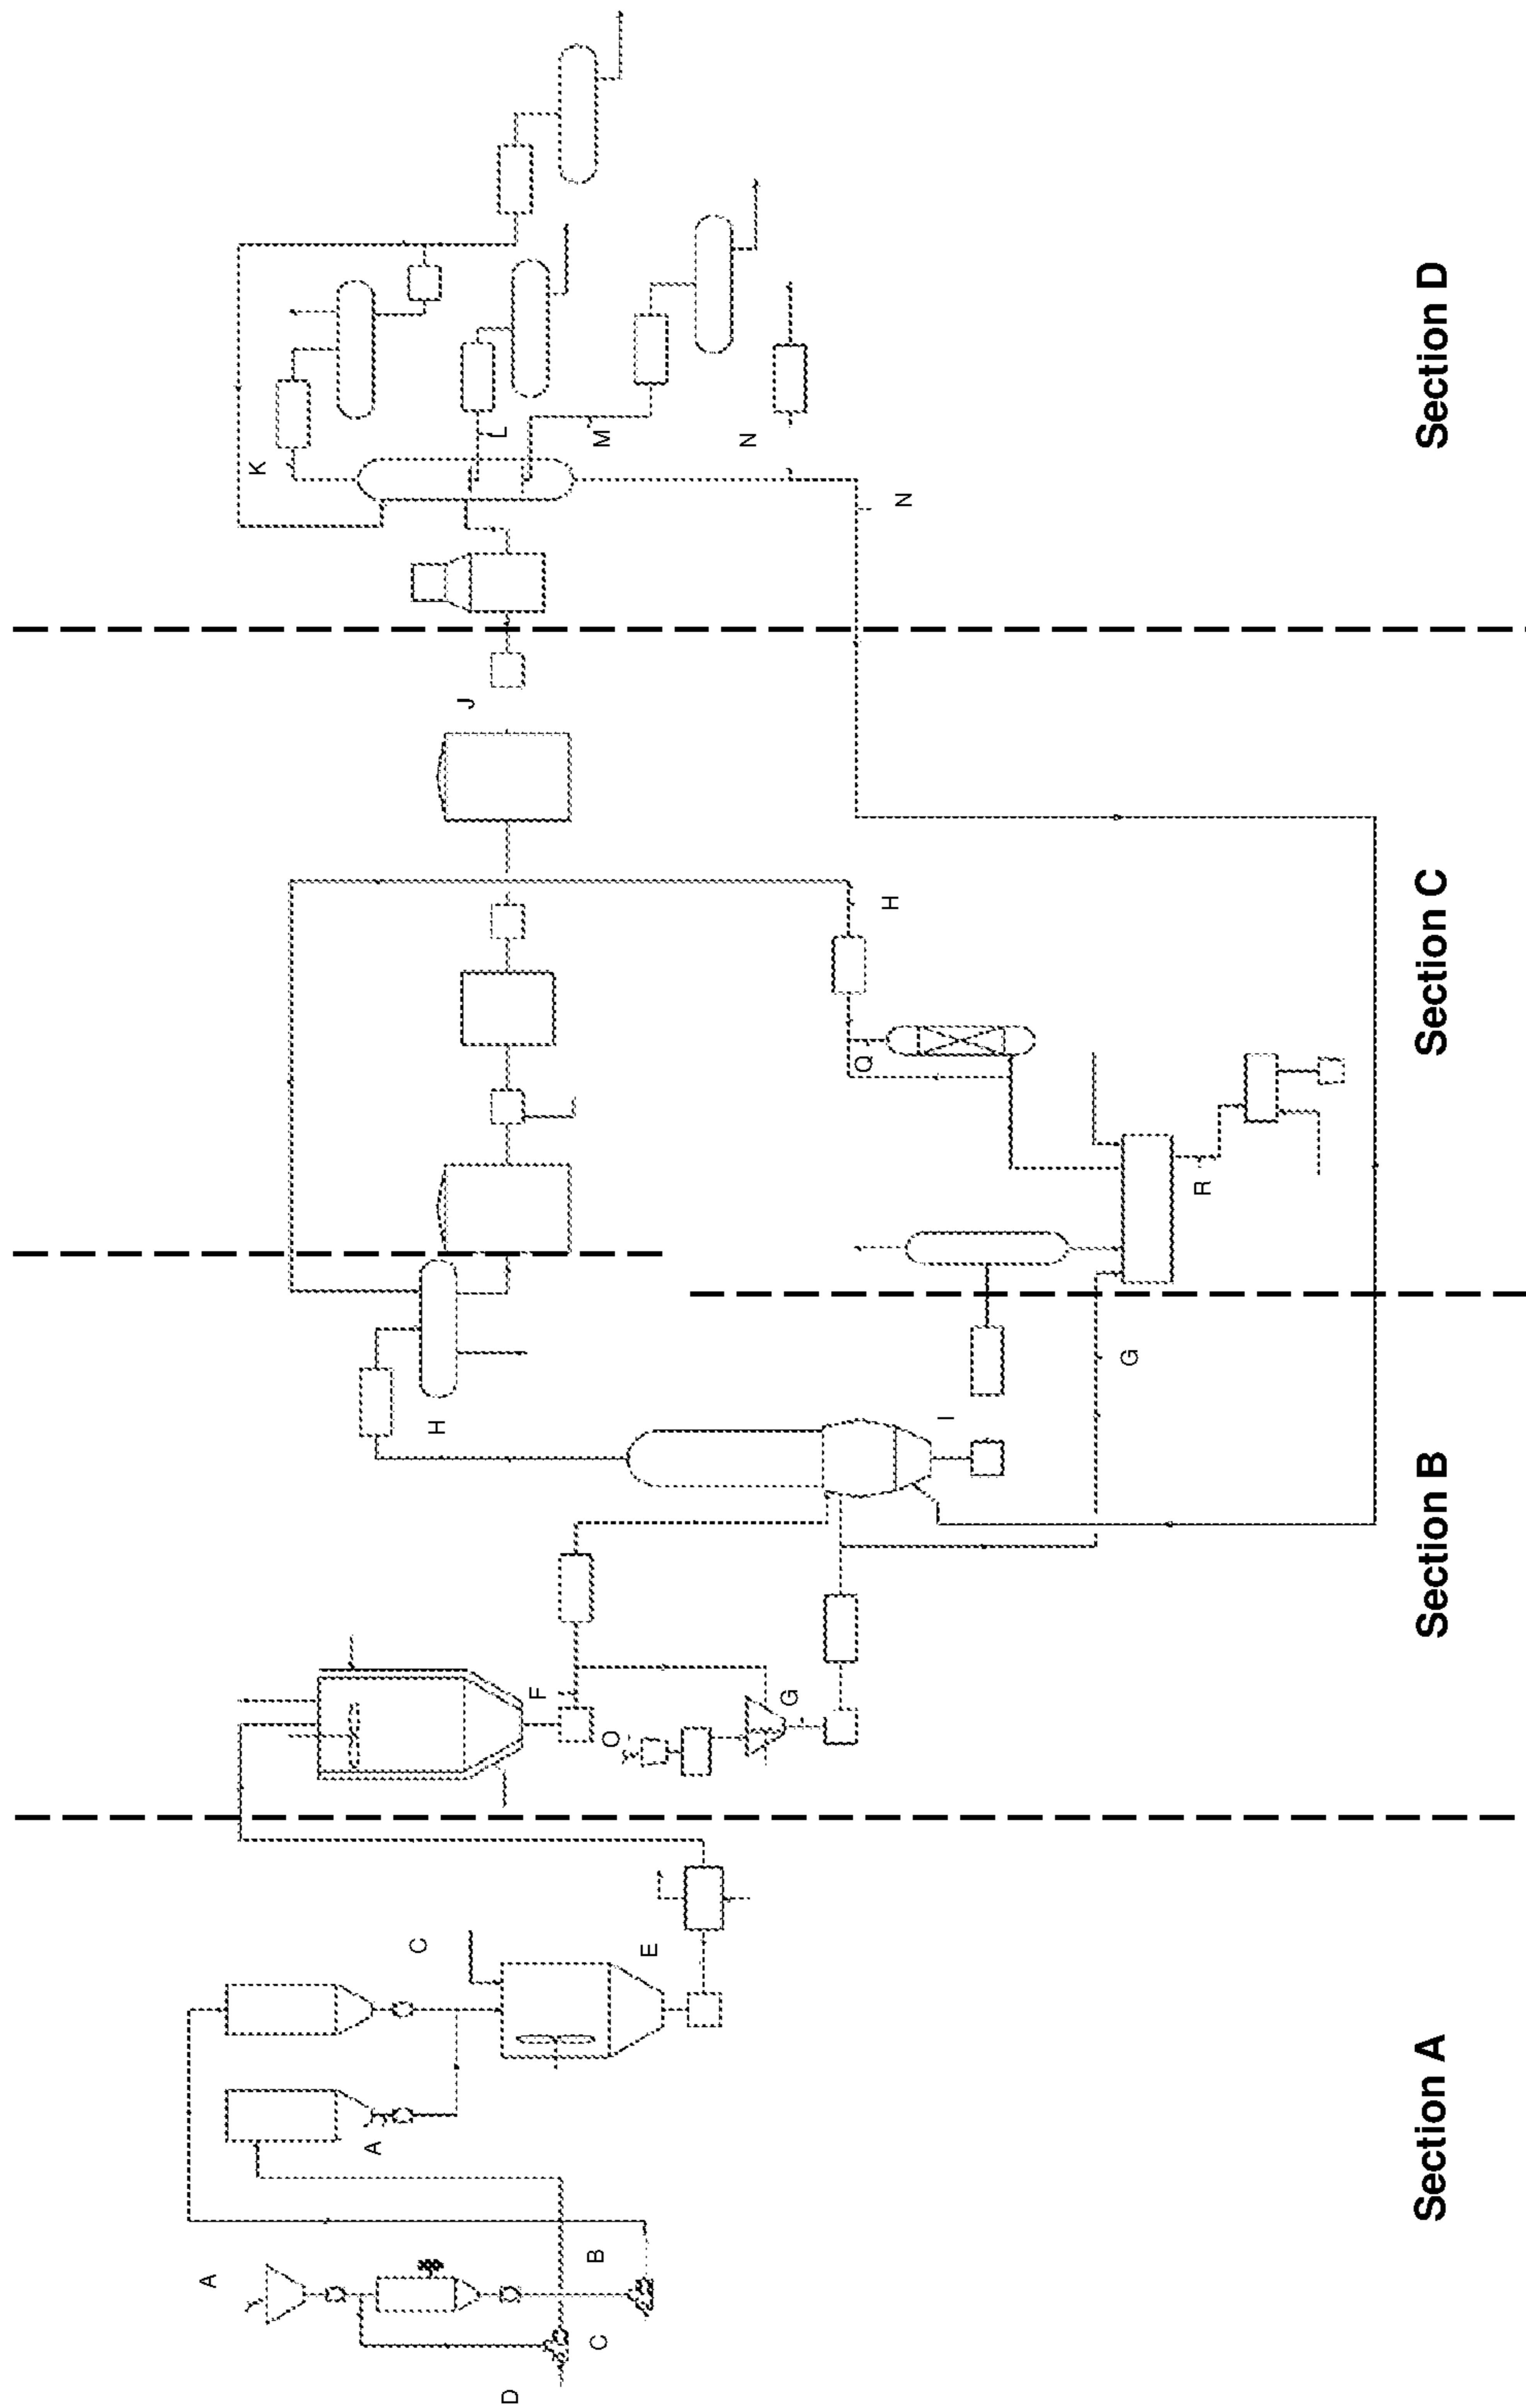 A
D
C
B
A
C
E
F
O
G
H
I
G
R
Q
H
J
K
L
M
N
N
Section A
Section B
Section C
Section D